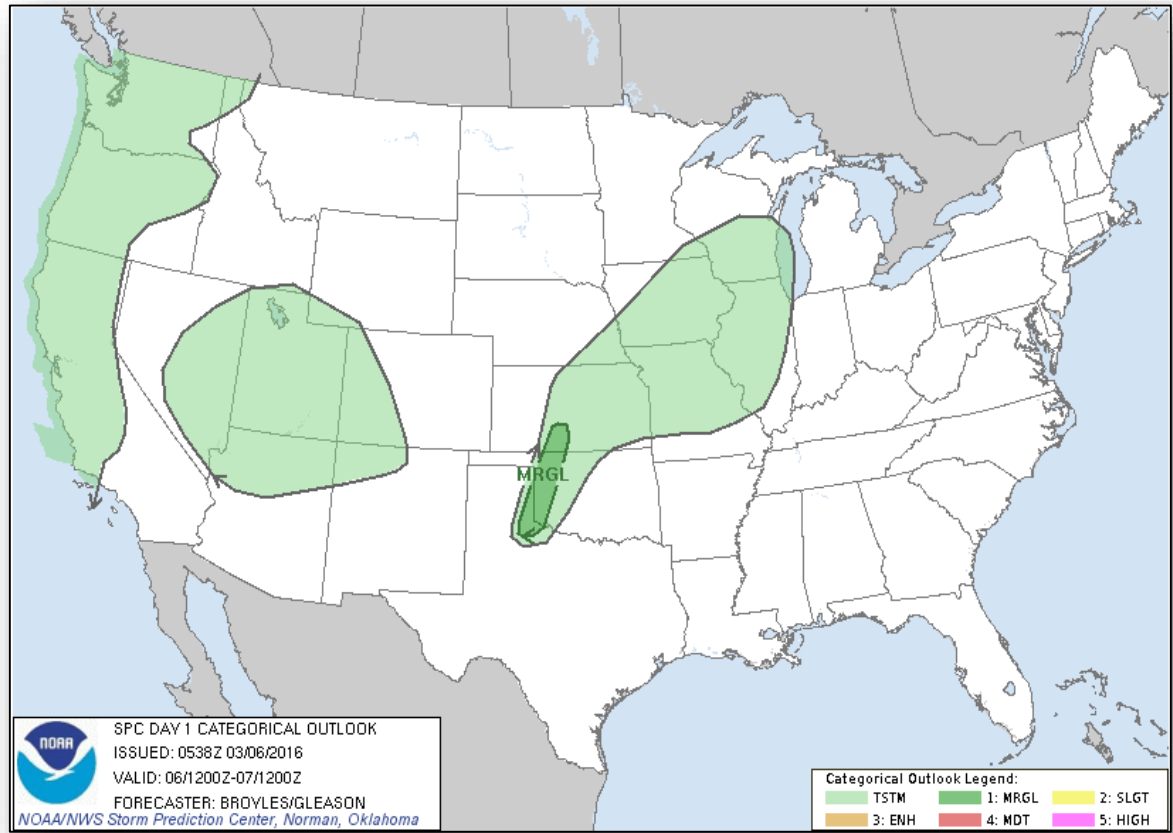 MRGL
NOAA
SPC DAY 1 CATEGORICAL OUTLOOK
ISSUED: 0538Z 03/06/2016
VALID: 06/1200Z-07/1200Z
FORECASTER: BROYLES/GLEASON
NOAA/NWS Storm Prediction Center, Norman, Oklahoma
Categorical Outlook Legend:
TSTM 1: MRGL 2: SLGT
3: ENH 4: MDT 5: HIGH